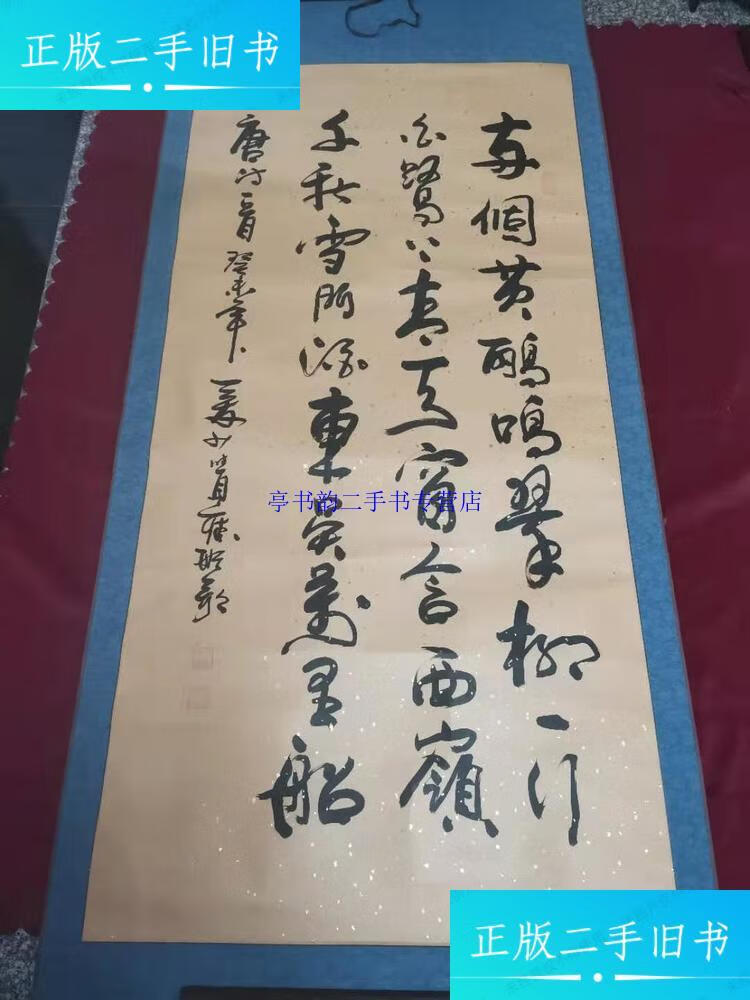 正版二手旧书
兩個黃鸝鳴翠柳一行
白鷺上青天窗含西嶺
千秋雪門泊東吳萬里船
唐诗一首 癸未年
亭书韵二手书专营店
正版二手旧书